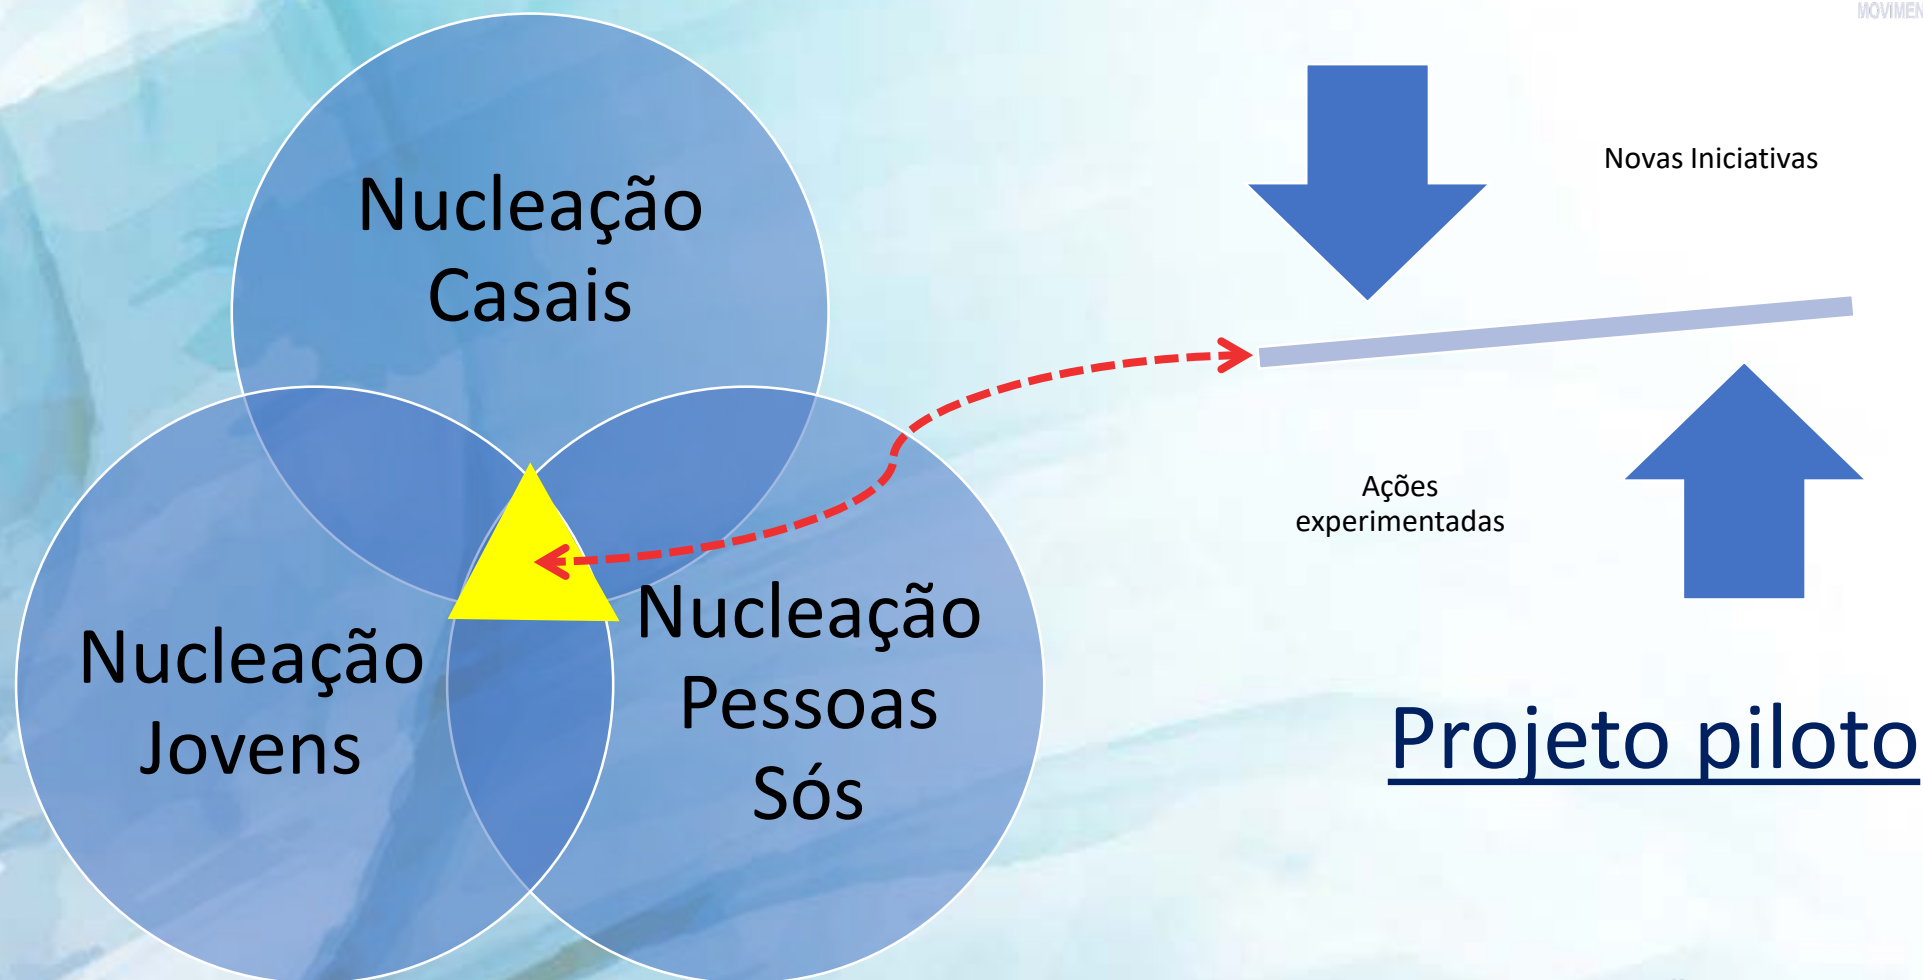 Nucleação
Casais
Nucleação
Jovens
Nucleação
Pessoas
Sós
Novas Iniciativas
Ações
experimentadas
Projeto piloto